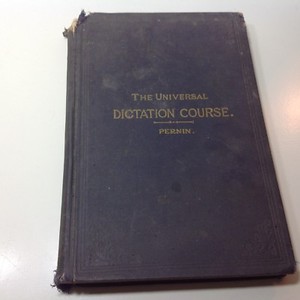 THE UNIVERSAL
DICTATION COURSE.
PERNIN.